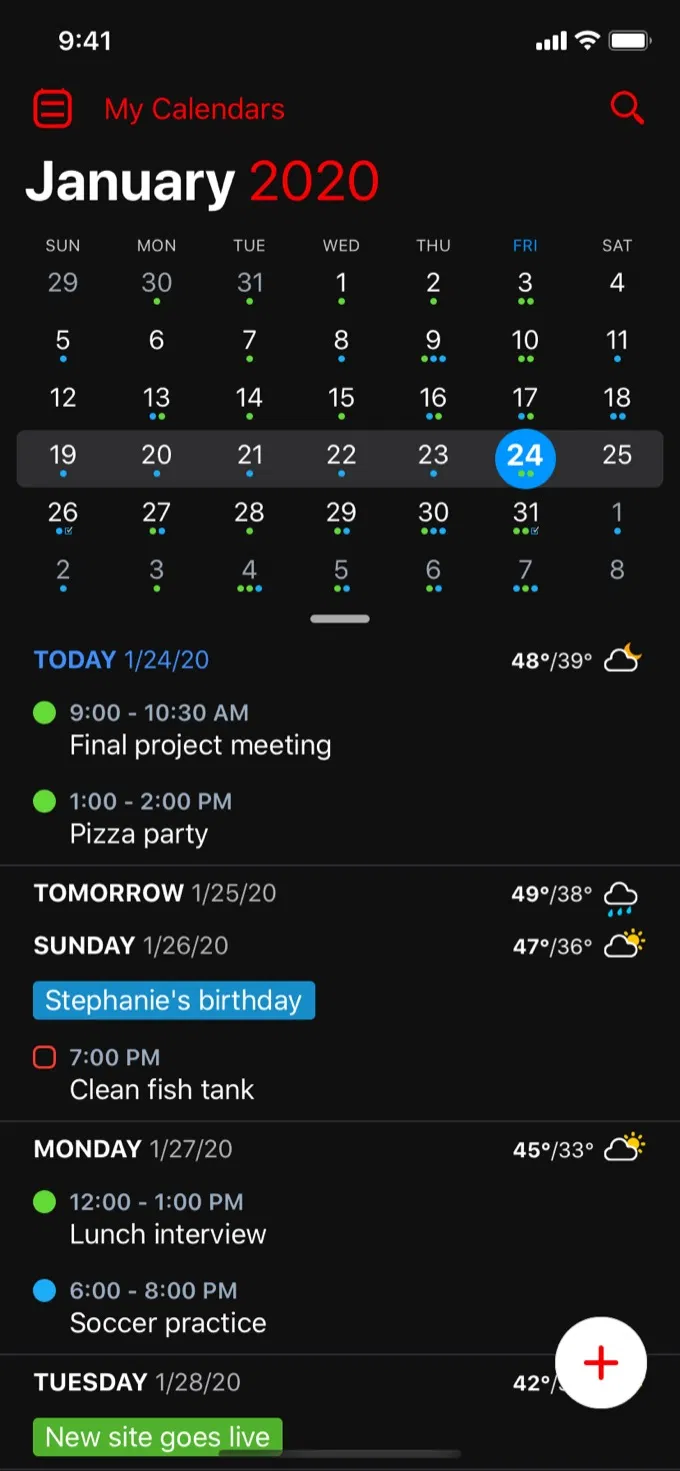 9:41
My Calendars
January 2020
SUN MON TUE WED THU FRI SAT
29 30 31 1 2 3 4
5 6 7 8 9 10 11
12 13 14 15 16 17 18
19 20 21 22 23 24 25
26 27 28 29 30 31 1
2 3 4 5 6 7 8
TODAY 1/24/20 48°/39°
9:00 - 10:30 AM
Final project meeting
1:00 - 2:00 PM
Pizza party
TOMORROW 1/25/20 49°/38°
SUNDAY 1/26/20 47°/36°
Stephanie's birthday
7:00 PM
Clean fish tank
MONDAY 1/27/20 45°/33°
12:00 - 1:00 PM
Lunch interview
6:00 - 8:00 PM
Soccer practice
TUESDAY 1/28/20 42°/
New site goes live